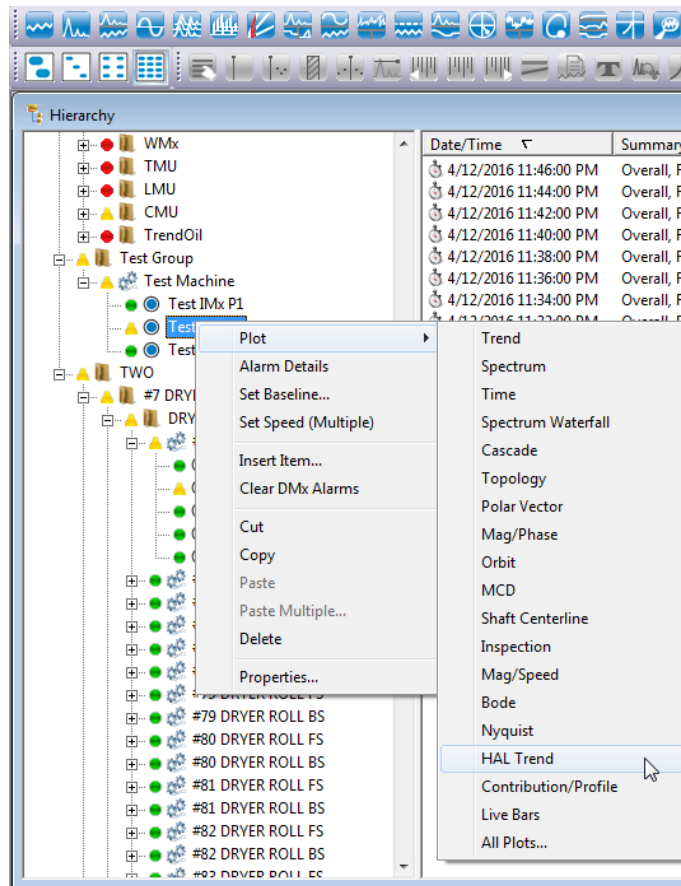 Hierarchy
WMx
TMU
LMU
CMU
TrendOil
Test Group
Test Machine
Test IMx P1
Test
Test
TWO
#7 DRYE
DRY
Date/Time
Summary
4/12/2016 11:46:00 PM Overall, F
4/12/2016 11:44:00 PM Overall, F
4/12/2016 11:42:00 PM Overall, F
4/12/2016 11:40:00 PM Overall, F
4/12/2016 11:38:00 PM Overall, F
4/12/2016 11:36:00 PM Overall, F
4/12/2016 11:34:00 PM Overall, F
Plot
Alarm Details
Set Baseline...
Set Speed (Multiple)
Insert Item...
Clear DMx Alarms
Cut
Copy
Paste
Paste Multiple...
Delete
Properties...
Trend
Spectrum
Time
Spectrum Waterfall
Cascade
Topology
Polar Vector
Mag/Phase
Orbit
MCD
Shaft Centerline
Inspection
Mag/Speed
Bode
Nyquist
HAL Trend
Contribution/Profile
Live Bars
All Plots...
#79 DRYER ROLL BS
#80 DRYER ROLL FS
#80 DRYER ROLL BS
#81 DRYER ROLL FS
#81 DRYER ROLL BS
#82 DRYER ROLL FS
#82 DRYER ROLL BS